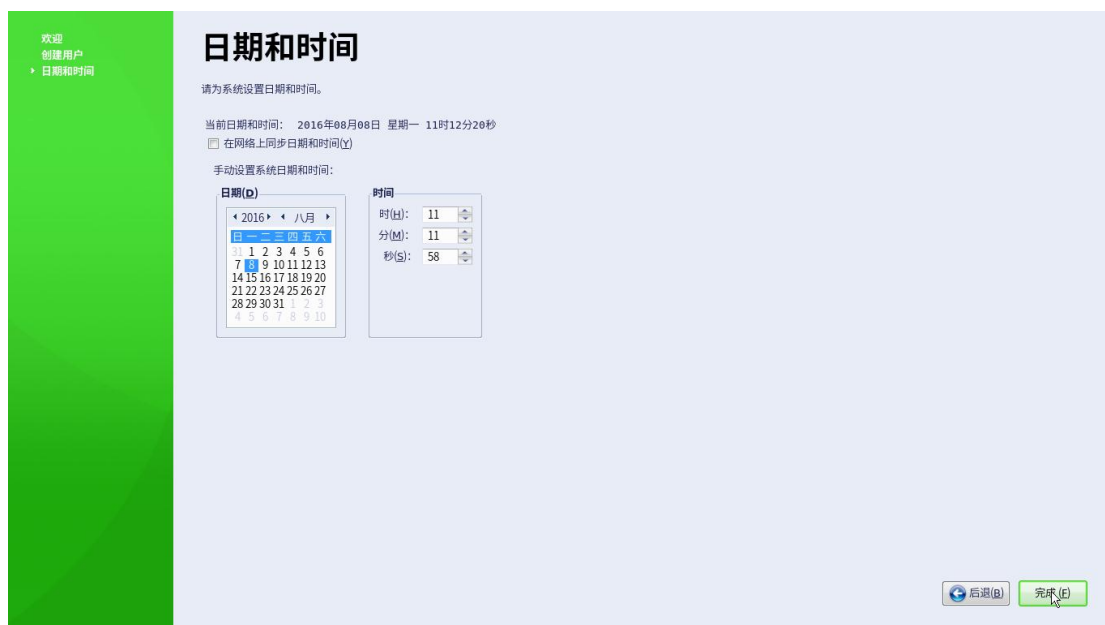 欢迎
创建用户
日期和时间
日期和时间
请为系统设置日期和时间。
当前日期和时间： 2016年08月08日 星期一 11时12分20秒
在网络上同步日期和时间(Y)
手动设置系统日期和时间:
日期(D)
2016 八月
日 一 二 三 四 五 六
31 1 2 3 4 5 6
7 8 9 10 11 12 13
14 15 16 17 18 19 20
21 22 23 24 25 26 27
28 29 30 31 1 2 3
4 5 6 7 8 9 10
时间
时(H): 11
分(M): 11
秒(S): 58
后退(B)
完成(F)